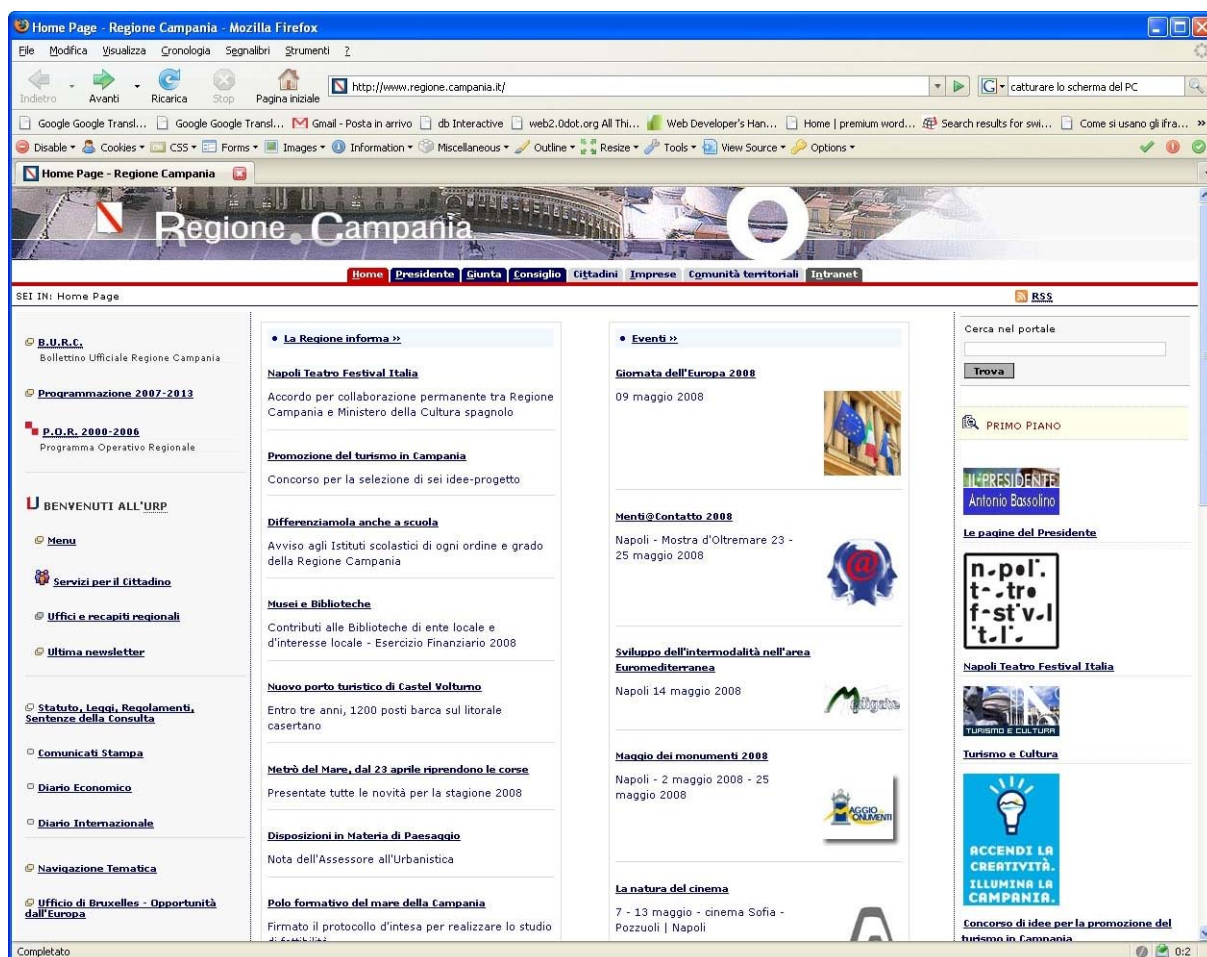 Home Page - Regione Campania - Mozilla Firefox
File Modifica Visualizza Cronologia Segnalibri Strumenti ?
Indietro Avanti Ricarica Stop Pagina iniziale http://www.regione.campania.it/ G catturare lo scherma del PC
Google Google Transl... Google Google Transl... Gmail - Posta in arrivo db Interactive web2.0dot.org All Thi... Web Developer's Han... Home | premium word... Search results for swi... Come si usano gli ifra... »
Disable Cookies CSS Forms Images Information Miscellaneous Outline Resize Tools View Source Options
Home Page - Regione Campania
Regione.Campania
Home Presidente Giunta Consiglio Cittadini Imprese Comunità territoriali Intranet
SEI IN: Home Page
RSS
B.U.R.C.
Bollettino Ufficiale Regione Campania
Programmazione 2007-2013
P.O.R. 2000-2006
Programma Operativo Regionale
BENVENUTI ALL'URP
Menu
Servizi per il Cittadino
Uffici e recapiti regionali
Ultima newsletter
Statuto, Leggi, Regolamenti,
Sentenze della Consulta
Comunicati Stampa
Diario Economico
Diario Internazionale
Navigazione Tematica
Ufficio di Bruxelles - Opportunità
dall'Europa
La Regione informa »
Napoli Teatro Festival Italia
Accordo per collaborazione permanente tra Regione
Campania e Ministero della Cultura spagnolo
Promozione del turismo in Campania
Concorso per la selezione di sei idee-progetto
Differenziamola anche a scuola
Avviso agli Istituti scolastici di ogni ordine e grado
della Regione Campania
Musei e Biblioteche
Contributi alle Biblioteche di ente locale e
d'interesse locale - Esercizio Finanziario 2008
Nuovo porto turistico di Castel Volturno
Entro tre anni, 1200 posti barca sul litorale
casertano
Metrò del Mare, dal 23 aprile riprendono le corse
Presentate tutte le novità per la stagione 2008
Disposizioni in Materia di Paesaggio
Nota dell'Assessore all'Urbanistica
Polo formativo del mare della Campania
Firmato il protocollo d'intesa per realizzare lo studio
di fattibilità
Eventi »
Giornata dell'Europa 2008
09 maggio 2008
Menti@Contatto 2008
Napoli - Mostra d'Oltremare 23 -
25 maggio 2008
@
Sviluppo dell'intermodalità nell'area
Euromediterranea
Napoli 14 maggio 2008
Maggio dei monumenti 2008
Napoli - 2 maggio 2008 - 25
maggio 2008
MAGGIO
MONUMENTI
La natura del cinema
7 - 13 maggio - cinema Sofia -
Pozzuoli | Napoli
Cerca nel portale
Trova
PRIMO PIANO
IL PRESIDENTE
Antonio Bassolino
Le pagine del Presidente
n·pol'.
t··tro
f·st'v·l
't·l'·
Napoli Teatro Festival Italia
TURISMO E CULTURA
Turismo e Cultura
ACCENDI LA
CREATIVITÀ.
ILLUMINA LA
CAMPANIA.
Concorso di idee per la promozione del
turismo in Campania
Completato
0:2